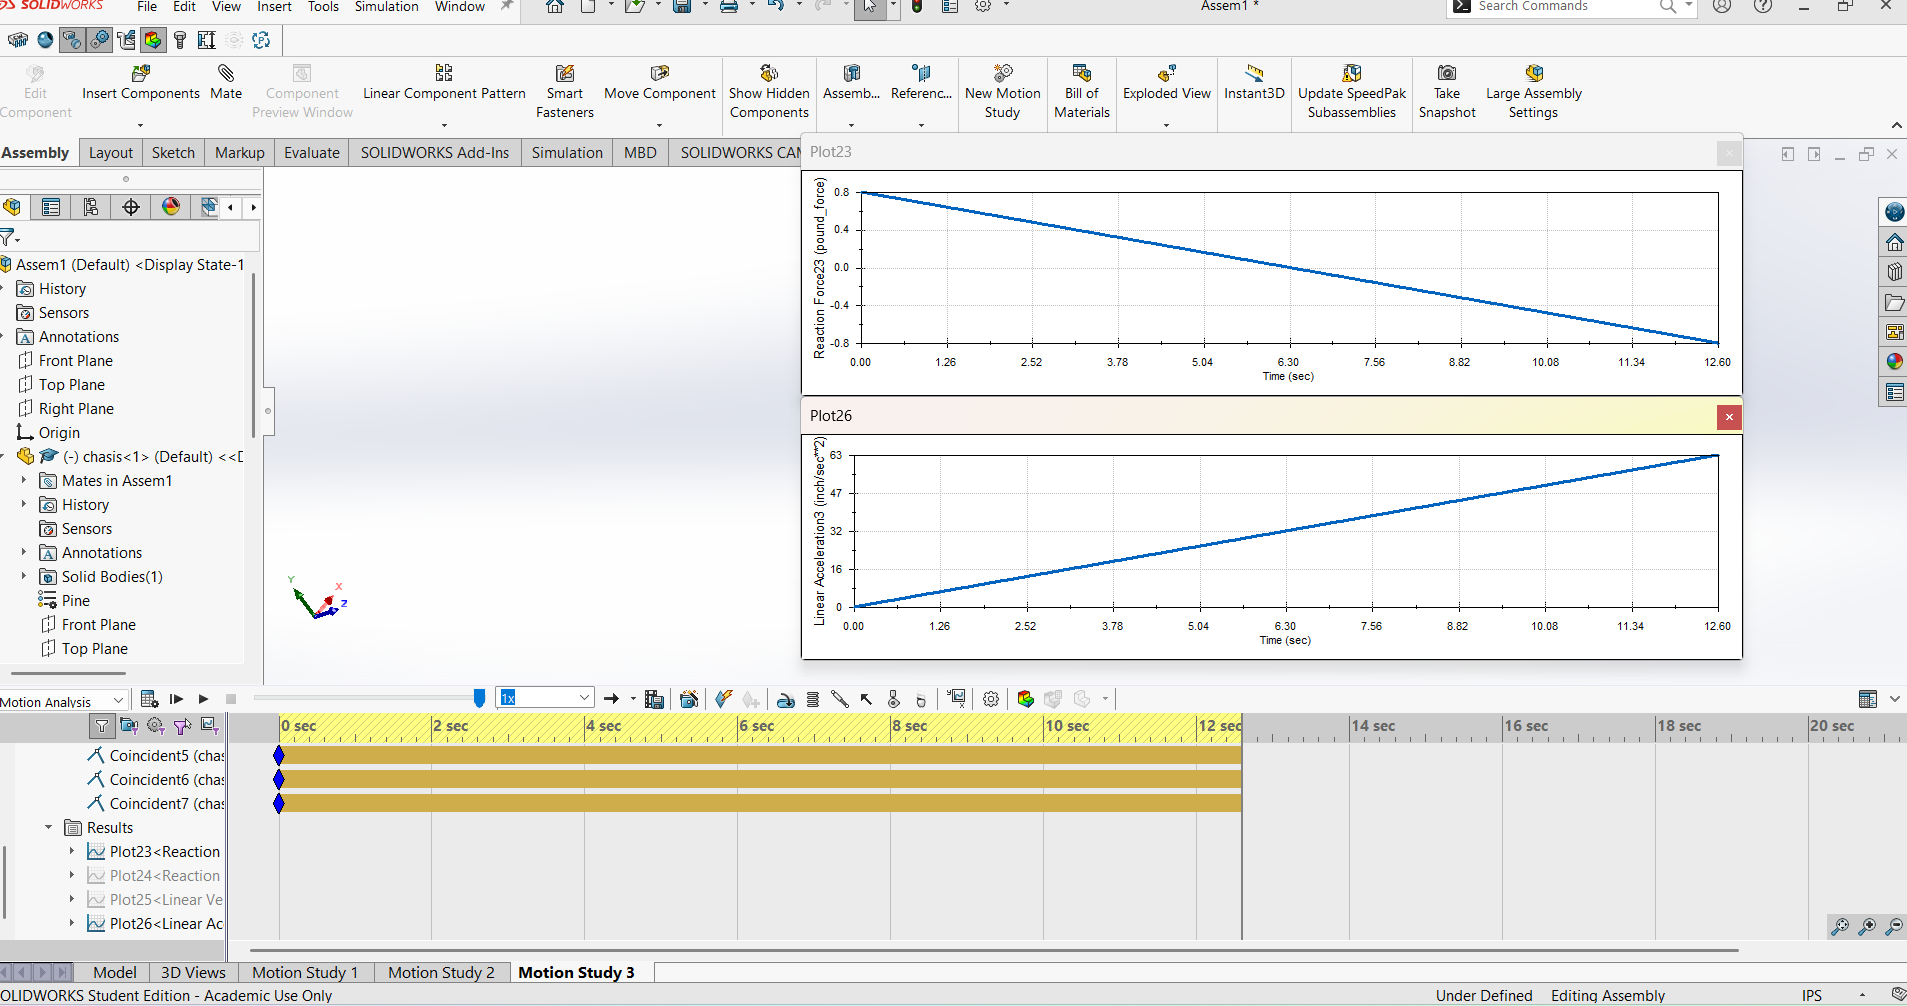 SOLIDWORKS File Edit View Insert Tools Simulation Window Assem1 * Search Commands
Edit Component
Insert Components
Mate
Component Preview Window
Linear Component Pattern
Smart Fasteners
Move Component
Show Hidden Components
Assemb...
Referenc...
New Motion Study
Bill of Materials
Exploded View
Instant3D
Update SpeedPak Subassemblies
Take Snapshot
Large Assembly Settings
Assembly Layout Sketch Markup Evaluate SOLIDWORKS Add-Ins Simulation MBD SOLIDWORKS CAM
Assem1 (Default) <Display State-1
History
Sensors
Annotations
Front Plane
Top Plane
Right Plane
Origin
(-) chasis<1> (Default) <<D
Mates in Assem1
History
Sensors
Annotations
Solid Bodies(1)
Pine
Front Plane
Top Plane
Y
X
Z
Plot23
Reaction Force23 (pound_force)
0.8
0.4
0.0
-0.4
-0.8
0.00 1.26 2.52 3.78 5.04 6.30 7.56 8.82 10.08 11.34 12.60
Time (sec)
Plot26
Linear Acceleration3 (inch/sec**2)
63
47
32
16
0
0.00 1.26 2.52 3.78 5.04 6.30 7.56 8.82 10.08 11.34 12.60
Time (sec)
Motion Analysis 1x
0 sec 2 sec 4 sec 6 sec 8 sec 10 sec 12 sec 14 sec 16 sec 18 sec 20 sec
Coincident5 (chas
Coincident6 (chas
Coincident7 (chas
Results
Plot23<Reaction
Plot24<Reaction
Plot25<Linear Ve
Plot26<Linear Ac
Model 3D Views Motion Study 1 Motion Study 2 Motion Study 3
OLIDWORKS Student Edition - Academic Use Only Under Defined Editing Assembly IPS